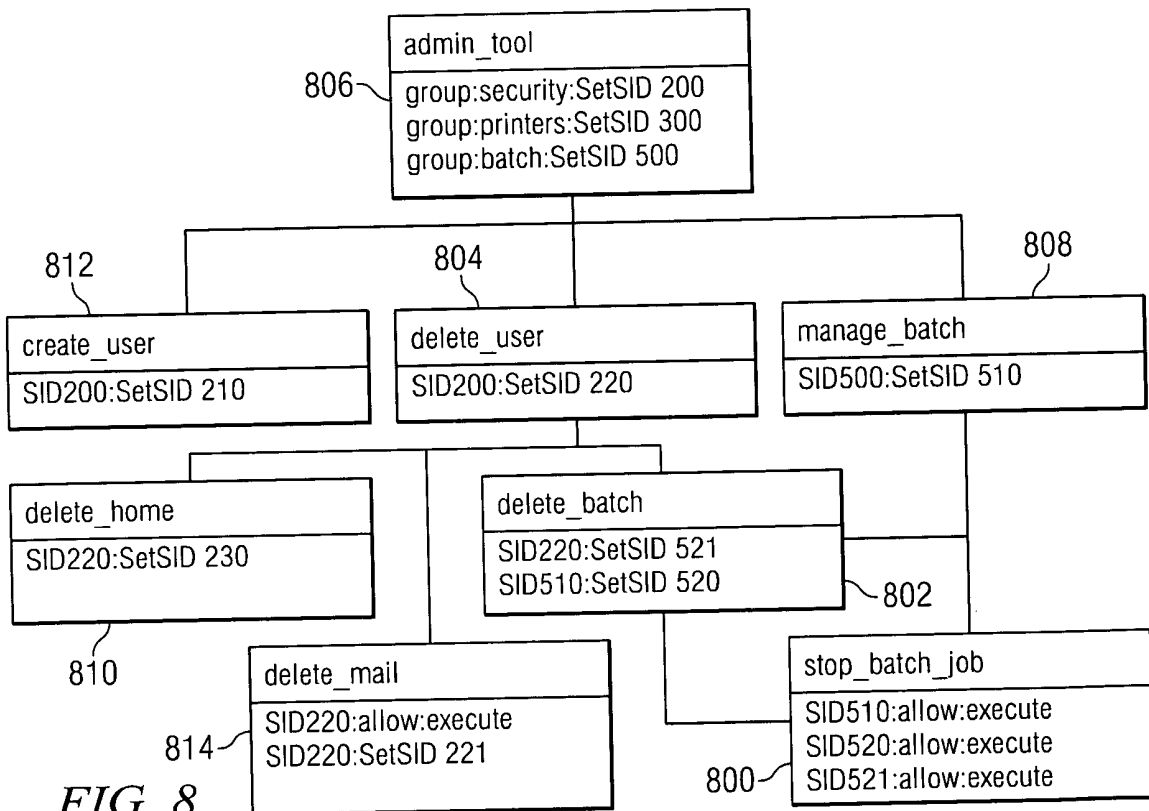 admin_tool
806
group:security:SetSID 200
group:printers:SetSID 300
group:batch:SetSID 500
812
804
808
create_user
SID200:SetSID 210
delete_user
SID200:SetSID 220
manage_batch
SID500:SetSID 510
delete_home
SID220:SetSID 230
810
delete_batch
SID220:SetSID 521
SID510:SetSID 520
802
delete_mail
SID220:allow:execute
SID220:SetSID 221
814
stop_batch_job
SID510:allow:execute
SID520:allow:execute
SID521:allow:execute
800
FIG. 8